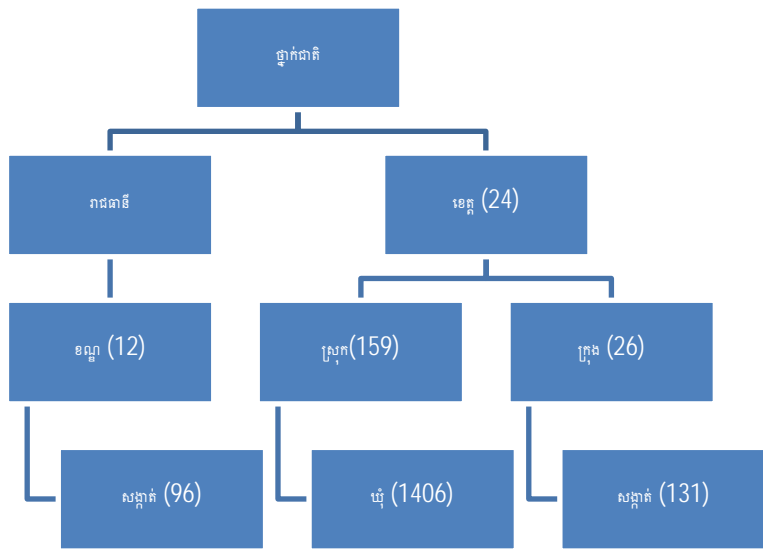 ថ្នាក់ជាតិ
រាជធានី
ខេត្ត (24)
ខណ្ឌ (12)
ស្រុក(159)
ក្រុង (26)
សង្កាត់ (96)
ឃុំ (1406)
សង្កាត់ (131)